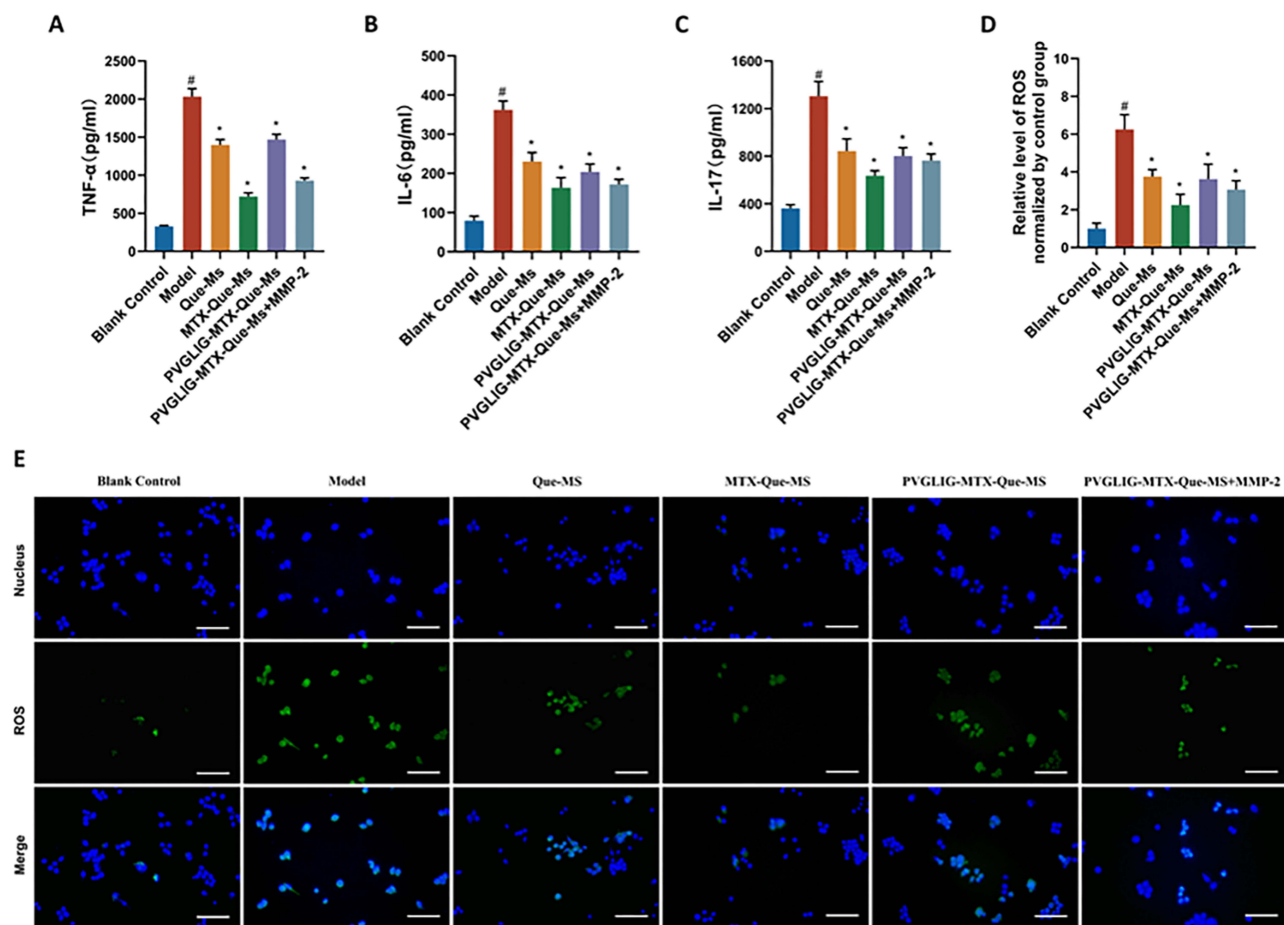 A
TNF-α(pg/ml)
2500
2000
1500
1000
500
0
#
*
*
*
*
Blank Control
Model
Que-Ms
MTX-Que-Ms
PVGLIG-MTX-Que-Ms
PVGLIG-MTX-Que-Ms+MMP-2
B
IL-6(pg/ml)
500
400
300
200
100
0
#
*
*
*
*
Blank Control
Model
Que-Ms
MTX-Que-Ms
PVGLIG-MTX-Que-Ms
PVGLIG-MTX-Que-Ms+MMP-2
C
IL-17(pg/ml)
1600
1200
800
400
0
#
*
*
*
*
Blank Control
Model
Que-Ms
MTX-Que-Ms
PVGLIG-MTX-Que-Ms
PVGLIG-MTX-Que-Ms+MMP-2
D
Relative level of ROS
normalized by control group
10
8
6
4
2
0
#
*
*
*
*
Blank Control
Model
Que-Ms
MTX-Que-Ms
PVGLIG-MTX-Que-Ms
PVGLIG-MTX-Que-Ms+MMP-2
E
Blank Control
Model
Que-MS
MTX-Que-MS
PVGLIG-MTX-Que-MS
PVGLIG-MTX-Que-MS+MMP-2
Nucleus
ROS
Merge